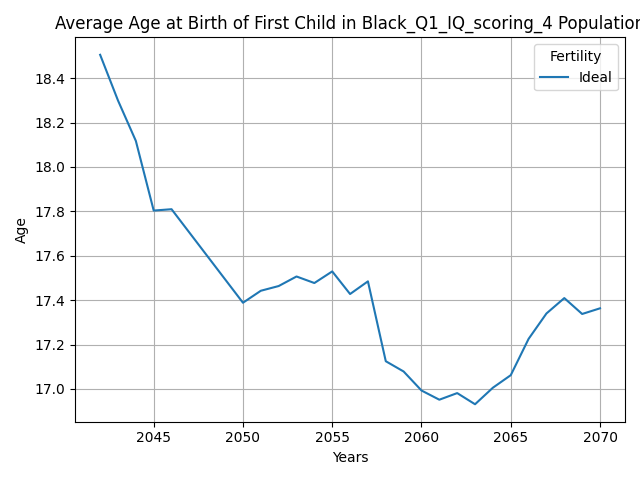 Average Age at Birth of First Child in Black_Q1_IQ_scoring_4 Population
Fertility
Ideal
Age
18.4
18.2
18.0
17.8
17.6
17.4
17.2
17.0
2045 2050 2055 2060 2065 2070
Years